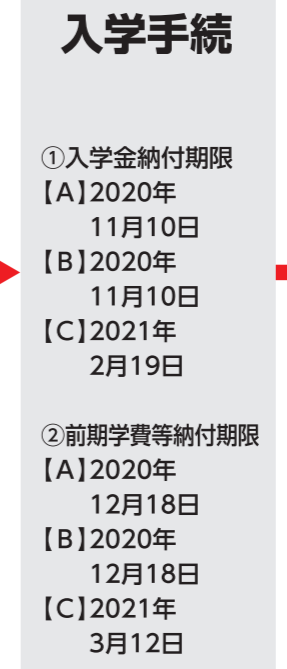 入学手続
①入学金納付期限
【A】2020年
11月10日
【B】2020年
11月10日
【C】2021年
2月19日
②前期学費等納付期限
【A】2020年
12月18日
【B】2020年
12月18日
【C】2021年
3月12日